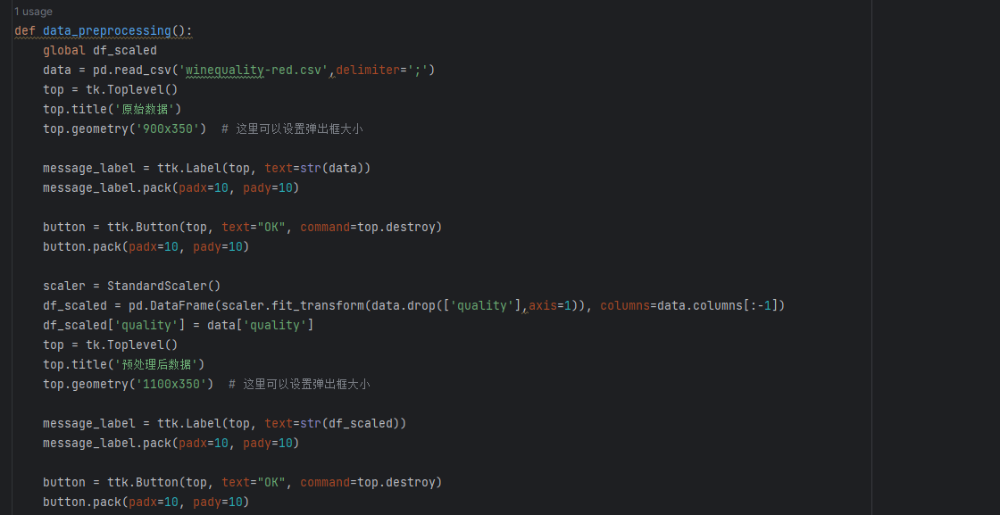 1 usage
def data_preprocessing():
    global df_scaled
    data = pd.read_csv('winequality-red.csv',delimiter=';')
    top = tk.Toplevel()
    top.title('原始数据')
    top.geometry('900x350')  # 这里可以设置弹出框大小
    message_label = ttk.Label(top, text=str(data))
    message_label.pack(padx=10, pady=10)
    button = ttk.Button(top, text="OK", command=top.destroy)
    button.pack(padx=10, pady=10)
    scaler = StandardScaler()
    df_scaled = pd.DataFrame(scaler.fit_transform(data.drop(['quality'],axis=1)), columns=data.columns[:-1])
    df_scaled['quality'] = data['quality']
    top = tk.Toplevel()
    top.title('预处理后数据')
    top.geometry('1100x350')  # 这里可以设置弹出框大小
    message_label = ttk.Label(top, text=str(df_scaled))
    message_label.pack(padx=10, pady=10)
    button = ttk.Button(top, text="OK", command=top.destroy)
    button.pack(padx=10, pady=10)